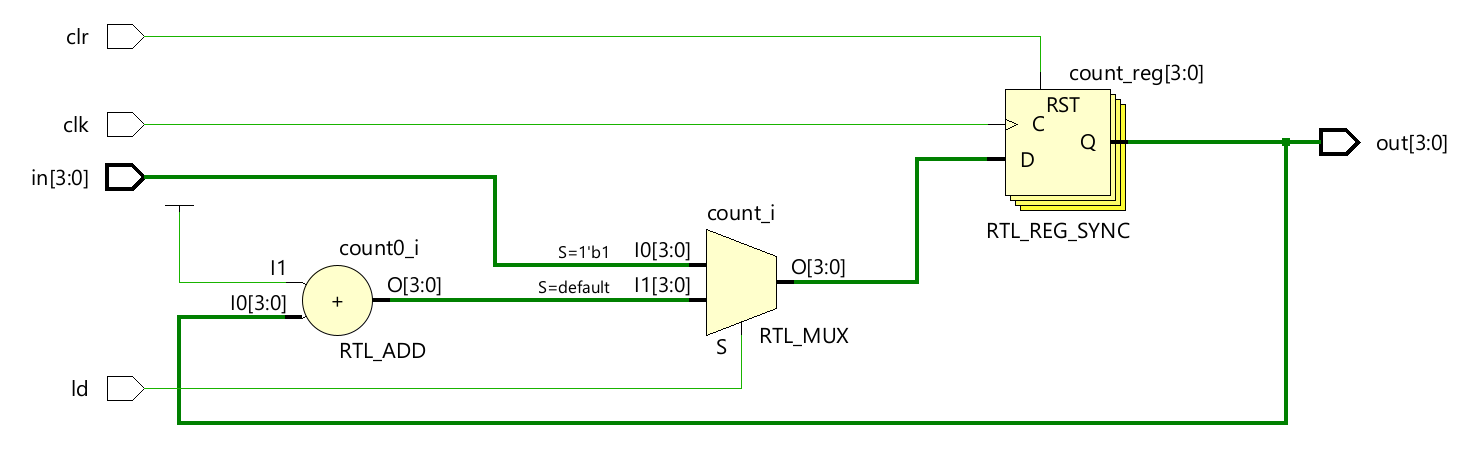 clr
count_reg[3:0]
RST
clk
C
Q
out[3:0]
D
in[3:0]
count_i
RTL_REG_SYNC
count0_i
S=1'b1
I0[3:0]
I1
O[3:0]
O[3:0]
S=default
I1[3:0]
I0[3:0]
+
RTL_ADD
S
RTL_MUX
ld